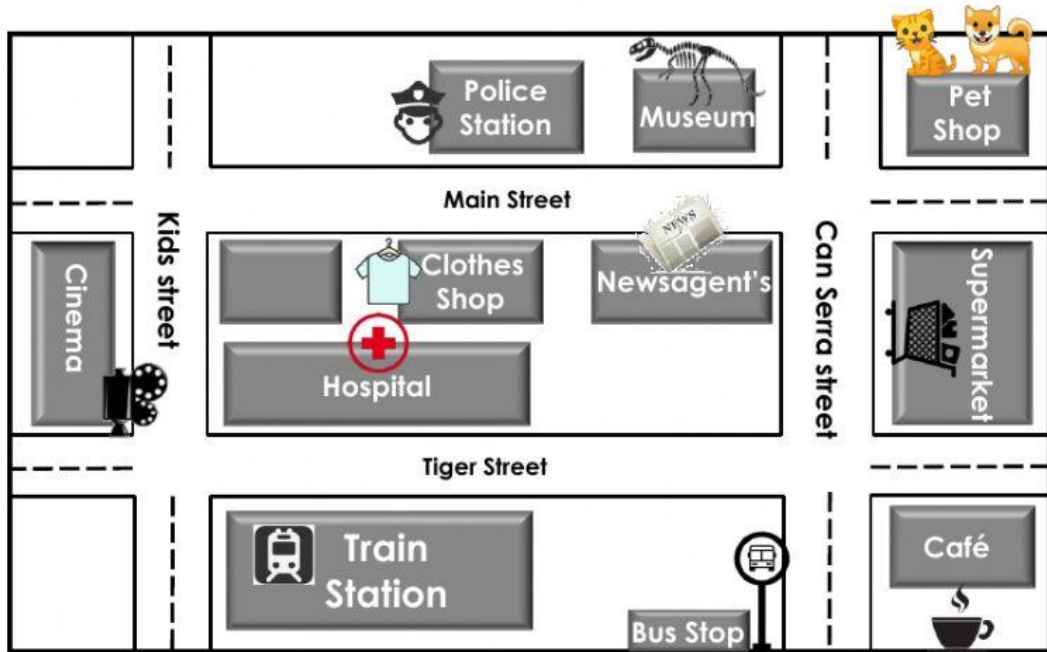 Police
Station
Museum
Pet
Shop
Main Street
Kids street
Cinema
Clothes
Shop
NEWS
Newsagent's
Can Serra street
Supermarket
Hospital
Tiger Street
Train
Station
Bus Stop
Café